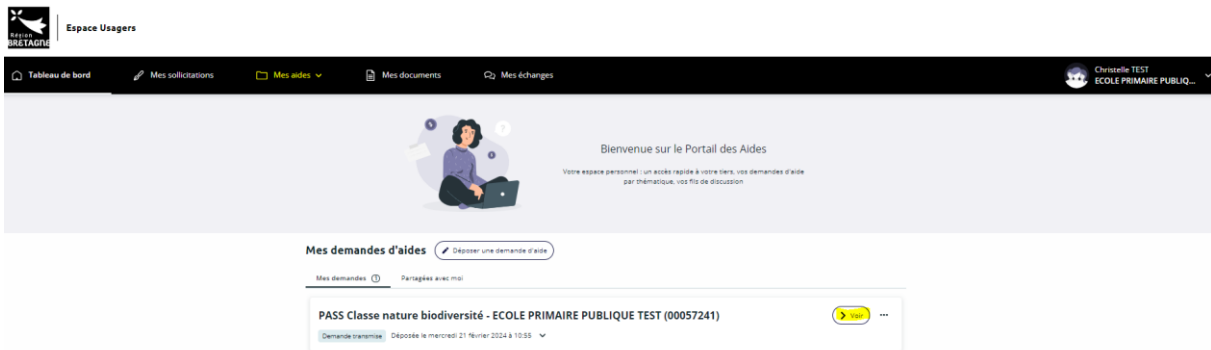 Région
BRETAGNE
Espace Usagers
Tableau de bord
Mes sollicitations
Mes aides
Mes documents
Mes échanges
Christelle TEST
ECOLE PRIMAIRE PUBLIQ...
Bienvenue sur le Portail des Aides
Votre espace personnel : un accès rapide à votre tiers, vos demandes d'aide
par thématique, vos fils de discussion
Mes demandes d'aides
Déposer une demande d'aide
Mes demandes 1
Partagées avec moi
PASS Classe nature biodiversité - ECOLE PRIMAIRE PUBLIQUE TEST (00057241)
Voir
Demande transmise
Déposée le mercredi 21 février 2024 à 10:55